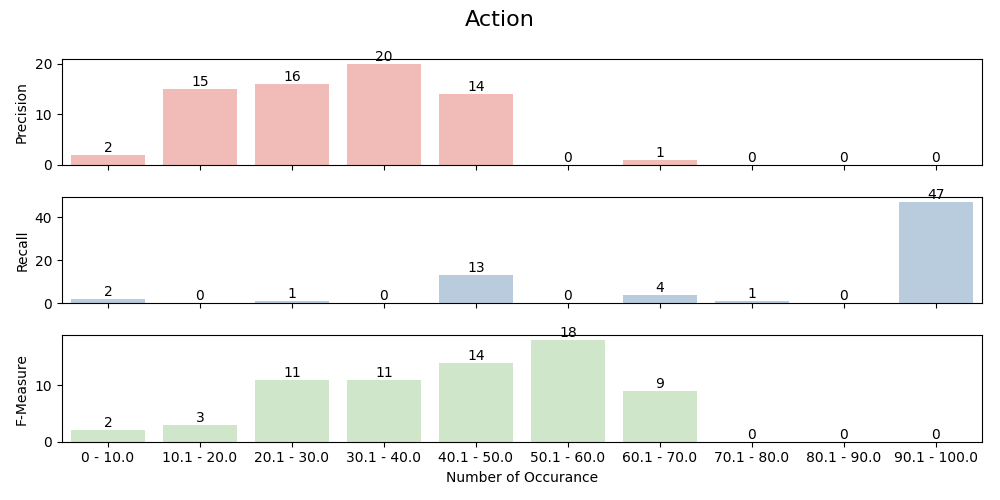 Action
Precision
20
10
0
2
15
16
20
14
0
1
0
0
0
Recall
40
20
0
2
0
1
0
13
0
4
1
0
47
F-Measure
10
0
2
3
11
11
14
18
9
0
0
0
0 - 10.0
10.1 - 20.0
20.1 - 30.0
30.1 - 40.0
40.1 - 50.0
50.1 - 60.0
60.1 - 70.0
70.1 - 80.0
80.1 - 90.0
90.1 - 100.0
Number of Occurance